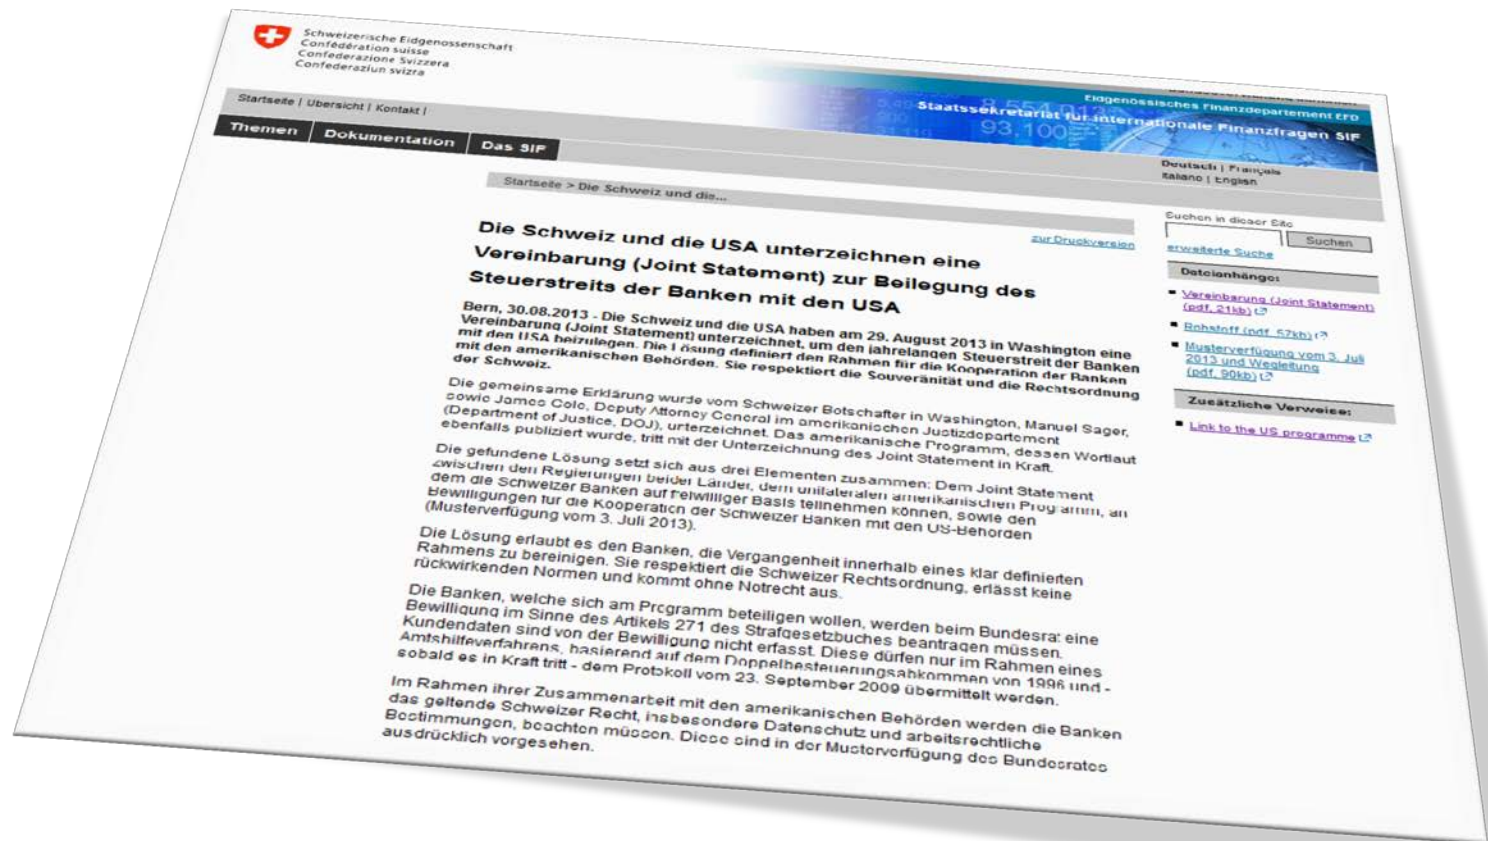 Schweizerische Eidgenossenschaft
Confédération suisse
Confederazione Svizzera
Confederaziun svizra
Eidgenössisches Finanzdepartement EFD
Staatssekretariat für internationale Finanzfragen SIF
Startseite | Übersicht | Kontakt |
Deutsch | Français
Italiano | English
Themen
Dokumentation
Das SIF
Startseite > Die Schweiz und die...
zur Druckversion
Die Schweiz und die USA unterzeichnen eine
Vereinbarung (Joint Statement) zur Beilegung des
Steuerstreits der Banken mit den USA
Bern, 30.08.2013 - Die Schweiz und die USA haben am 29. August 2013 in Washington eine
Vereinbarung (Joint Statement) unterzeichnet, um den jahrelangen Steuerstreit der Banken
mit den USA beizulegen. Die Lösung definiert den Rahmen für die Kooperation der Banken
mit den amerikanischen Behörden. Sie respektiert die Souveränität und die Rechtsordnung
der Schweiz.
Die gemeinsame Erklärung wurde vom Schweizer Botschafter in Washington, Manuel Sager,
sowie James Cole, Deputy Attorney General im amerikanischen Justizdepartement
(Department of Justice, DOJ), unterzeichnet. Das amerikanische Programm, dessen Wortlaut
ebenfalls publiziert wurde, tritt mit der Unterzeichnung des Joint Statement in Kraft.
Die gefundene Lösung setzt sich aus drei Elementen zusammen: Dem Joint Statement
zwischen den Regierungen beider Länder, dem unilateralen amerikanischen Programm, an
dem die Schweizer Banken auf freiwilliger Basis teilnehmen können, sowie den
Bewilligungen für die Kooperation der Schweizer Banken mit den US-Behörden
(Musterverfügung vom 3. Juli 2013).
Die Lösung erlaubt es den Banken, die Vergangenheit innerhalb eines klar definierten
Rahmens zu bereinigen. Sie respektiert die Schweizer Rechtsordnung, erlässt keine
rückwirkenden Normen und kommt ohne Notrecht aus.
Die Banken, welche sich am Programm beteiligen wollen, werden beim Bundesrat eine
Bewilligung im Sinne des Artikels 271 des Strafgesetzbuches beantragen müssen.
Kundendaten sind von der Bewilligung nicht erfasst. Diese dürfen nur im Rahmen eines
Amtshilfeverfahrens, basierend auf dem Doppelbesteuerungsabkommen von 1996 und -
sobald es in Kraft tritt - dem Protokoll vom 23. September 2009 übermittelt werden.
Im Rahmen ihrer Zusammenarbeit mit den amerikanischen Behörden werden die Banken
das geltende Schweizer Recht, insbesondere Datenschutz und arbeitsrechtliche
Bestimmungen, beachten müssen. Diese sind in der Musterverfügung des Bundesrates
ausdrücklich vorgesehen.
Suchen in dieser Site
Suchen
erweiterte Suche
Dateianhänge:
Vereinbarung (Joint Statement)
(pdf, 21kb)
Rohstoff (pdf, 57kb)
Musterverfügung vom 3. Juli
2013 und Wegleitung
(pdf, 90kb)
Zusätzliche Verweise:
Link to the US programme